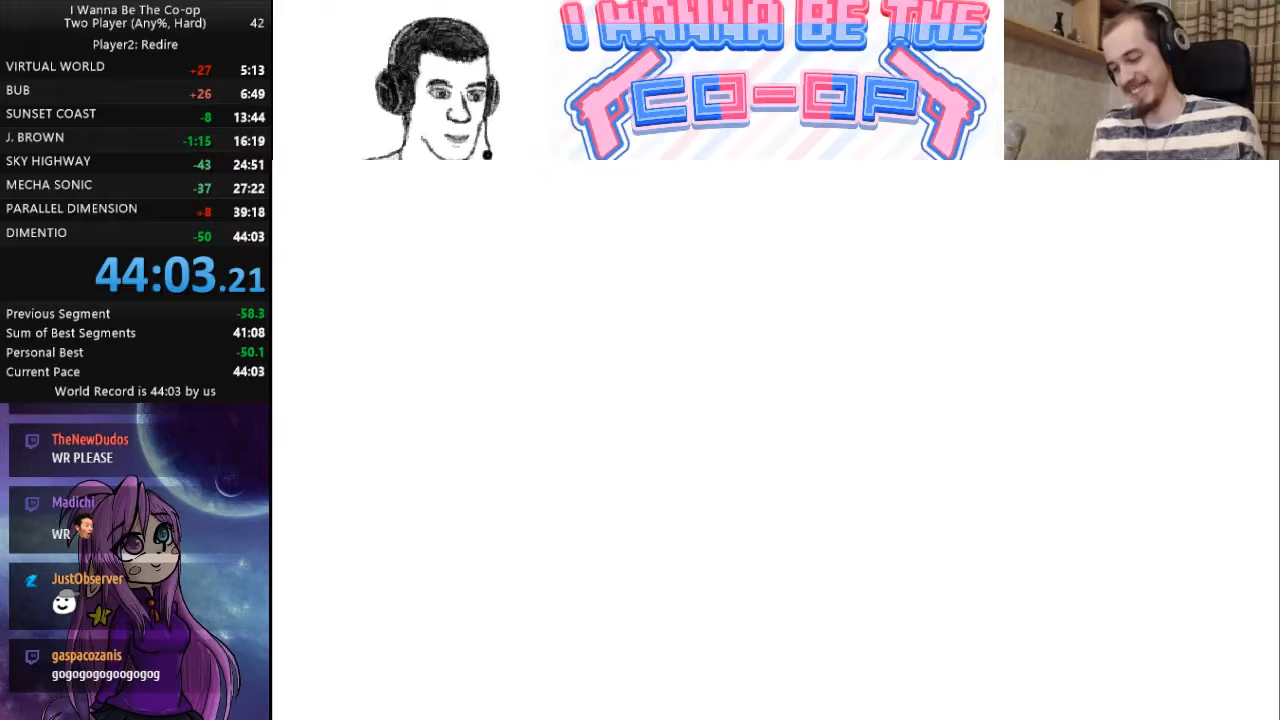 I Wanna Be The Co-op
Two Player (Any%, Hard) 42
Player2: Redire
VIRTUAL WORLD +27 5:13
BUB +26 6:49
SUNSET COAST -8 13:44
J. BROWN -1:15 16:19
SKY HIGHWAY -43 24:51
MECHA SONIC -37 27:22
PARALLEL DIMENSION +8 39:18
DIMENTIO -50 44:03
44:03.21
Previous Segment -58.3
Sum of Best Segments 41:08
Personal Best -50.1
Current Pace 44:03
World Record is 44:03 by us
TheNewDudos
WR PLEASE
Madichi
WR
JustObserver
gaspacozanis
gogogogogoogogog
I WANNA BE THE
CO-OP